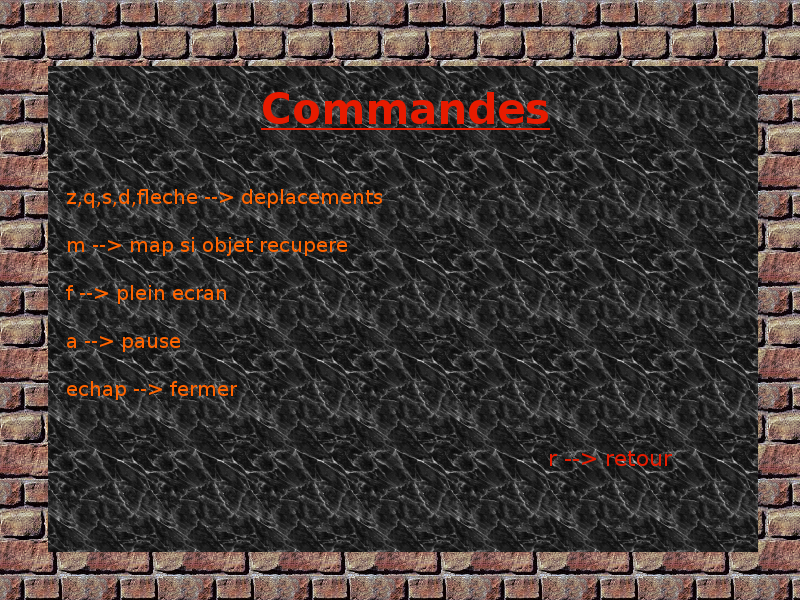 Commandes
z,q,s,d,fleche --> deplacements
m --> map si objet recupere
f --> plein ecran
a --> pause
echap --> fermer
r --> retour